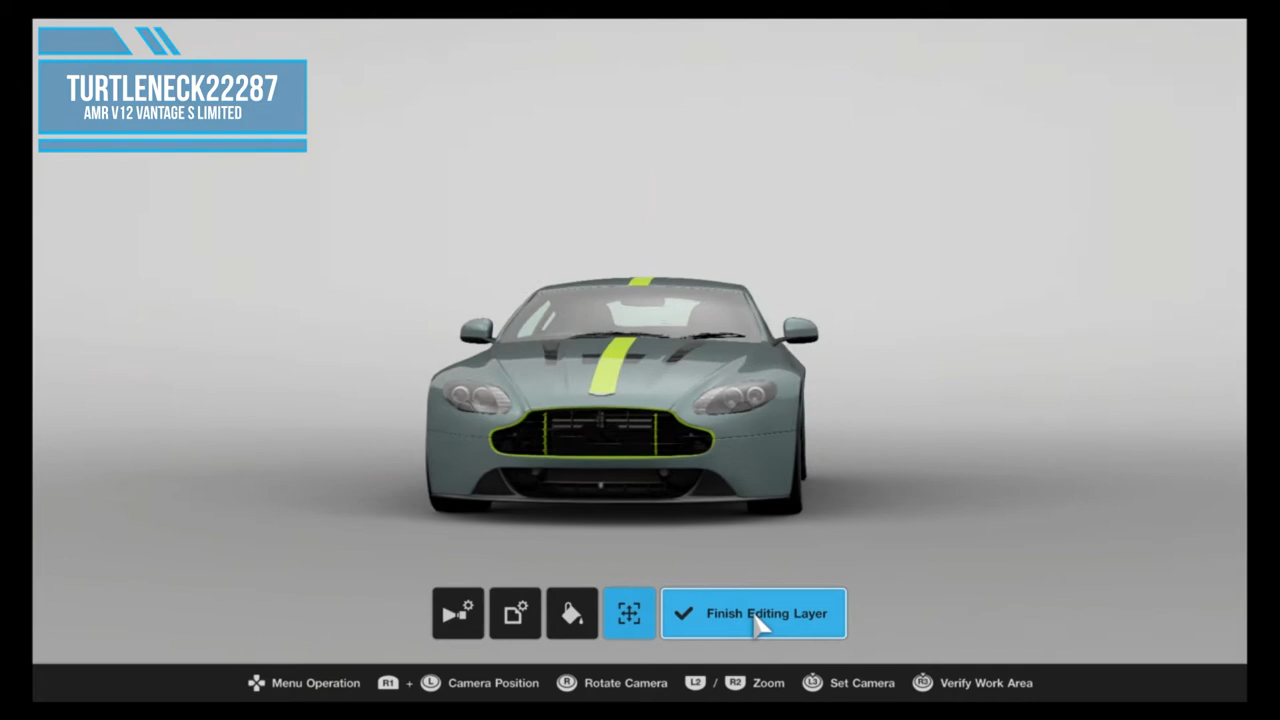 TURTLENECK22287
AMR V12 VANTAGE S LIMITED
Finish Editing Layer
Menu Operation R1 + L Camera Position R Rotate Camera L2 / R2 Zoom L3 Set Camera R3 Verify Work Area